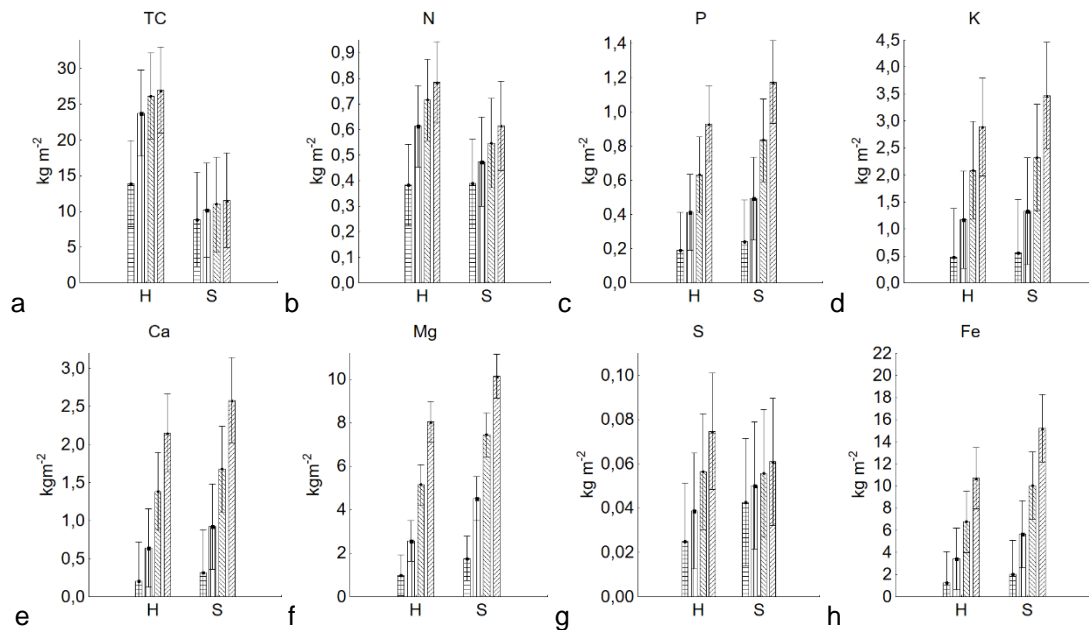 TC
kg m-2
30
25
20
15
10
5
0
H S
a
N
kg m-2
0,9
0,8
0,7
0,6
0,5
0,4
0,3
0,2
0,1
0,0
H S
b
P
kg m-2
1,4
1,2
1,0
0,8
0,6
0,4
0,2
0,0
H S
c
K
kg m-2
4,5
4,0
3,5
3,0
2,5
2,0
1,5
1,0
0,5
0,0
H S
d
Ca
kgm-2
3,0
2,5
2,0
1,5
1,0
0,5
0,0
H S
e
Mg
kgm-2
10
8
6
4
2
0
H S
f
S
kg m-2
0,10
0,08
0,06
0,04
0,02
0,00
H S
g
Fe
kg m-2
22
20
18
16
14
12
10
8
6
4
2
0
H S
h